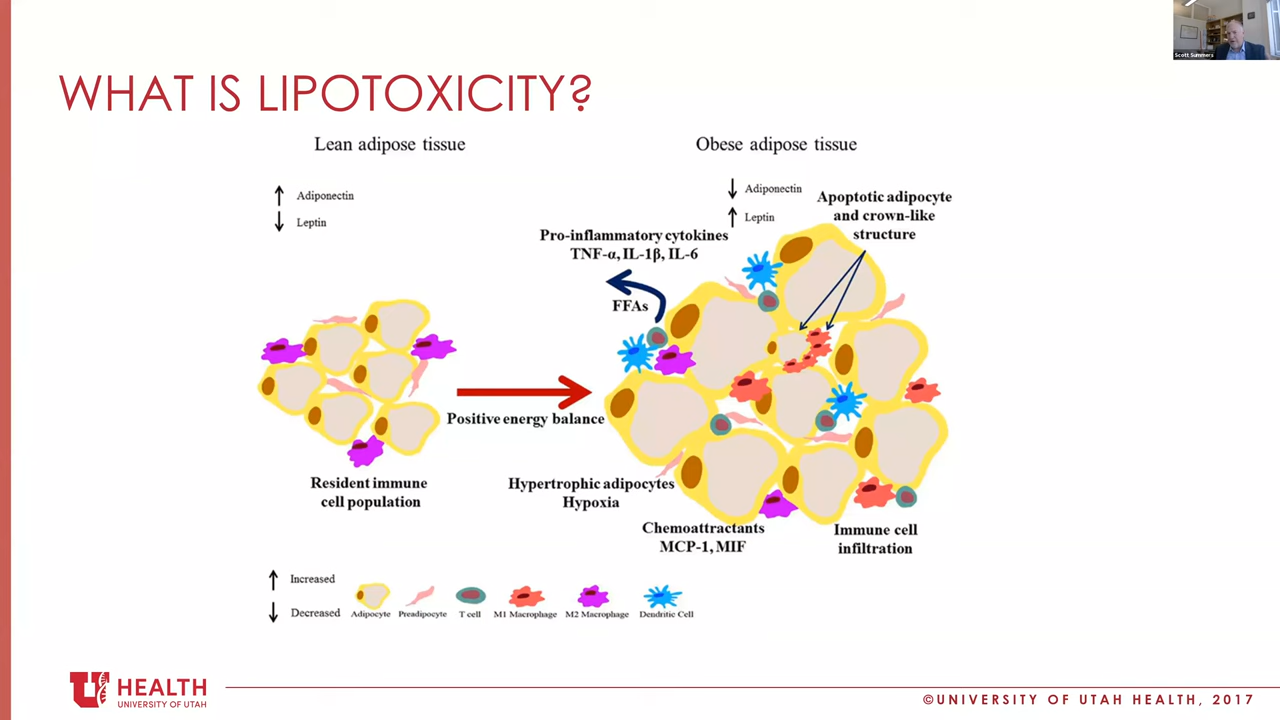 Scott Summers
WHAT IS LIPOTOXICITY?
Lean adipose tissue
Obese adipose tissue
↑ Adiponectin
↓ Leptin
↓ Adiponectin
↑ Leptin
Apoptotic adipocyte
and crown-like
structure
Pro-inflammatory cytokines
TNF-α, IL-1β, IL-6
FFAs
Positive energy balance
Resident immune
cell population
Hypertrophic adipocytes
Hypoxia
Chemoattractants
MCP-1, MIF
Immune cell
infiltration
↑ Increased
↓ Decreased
Adipocyte
Preadipocyte
T cell
M1 Macrophage
M2 Macrophage
Dendritic Cell
U HEALTH
UNIVERSITY OF UTAH
©UNIVERSITY OF UTAH HEALTH, 2017